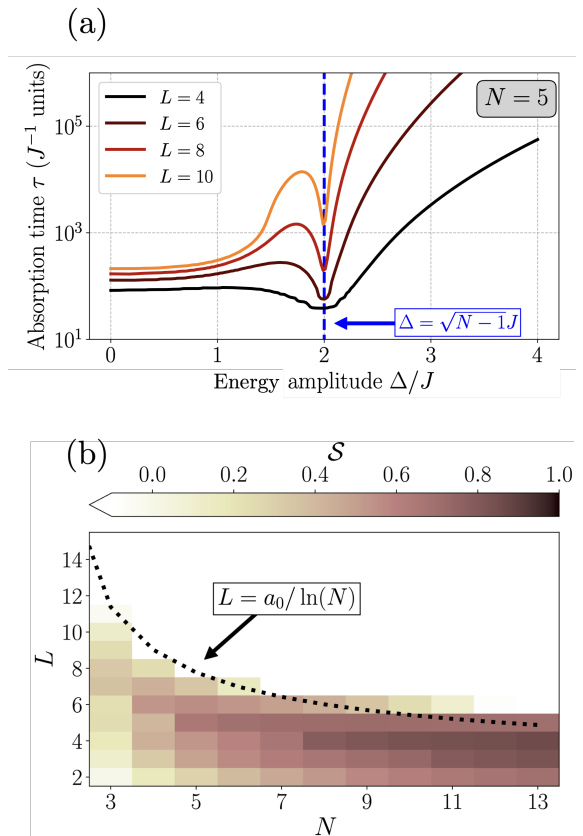 (a)
Absorption time τ (J⁻¹ units)
10⁵
10³
10¹
L = 4
L = 6
L = 8
L = 10
N = 5
Δ = √N − 1J
0 1 2 3 4
Energy amplitude Δ/J
(b)
S
0.0 0.2 0.4 0.6 0.8 1.0
L
14
12
10
8
6
4
2
L = a₀/ ln(N)
3 5 7 9 11 13
N